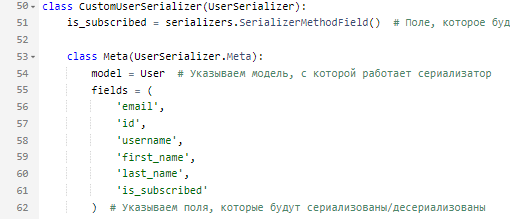 50 class CustomUserSerializer(UserSerializer):
51 is_subscribed = serializers.SerializerMethodField()  # Поле, которое
52
53 class Meta(UserSerializer.Meta):
54 model = User  # Указываем модель, с которой работает сериализатор
55 fields = (
56 'email',
57 'id',
58 'username',
59 'first_name',
60 'last_name',
61 'is_subscribed'
62 )  # Указываем поля, которые будут сериализованы/десериализованы